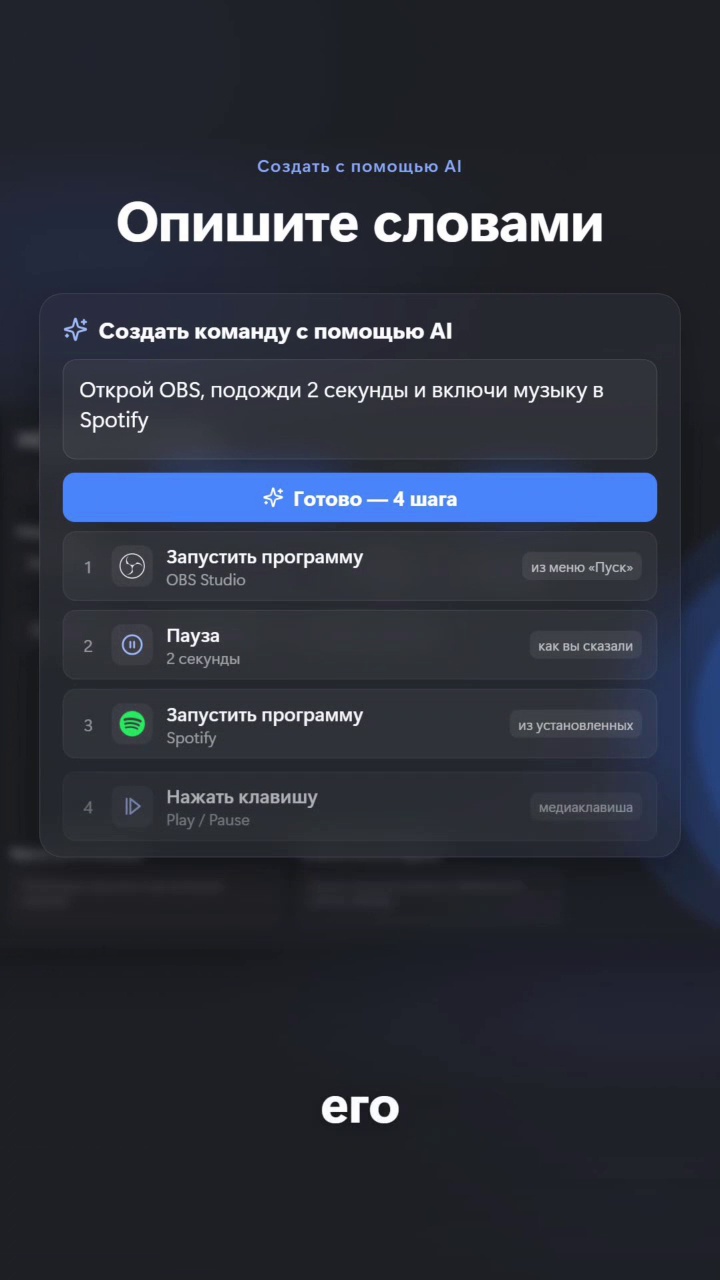 Создать с помощью AI
Опишите словами
Создать команду с помощью AI
Открой OBS, подожди 2 секунды и включи музыку в
Spotify
Готово — 4 шага
1
Запустить программу
OBS Studio
из меню «Пуск»
2
Пауза
2 секунды
как вы сказали
3
Запустить программу
Spotify
из установленных
4
Нажать клавишу
Play / Pause
медиаклавиша
его